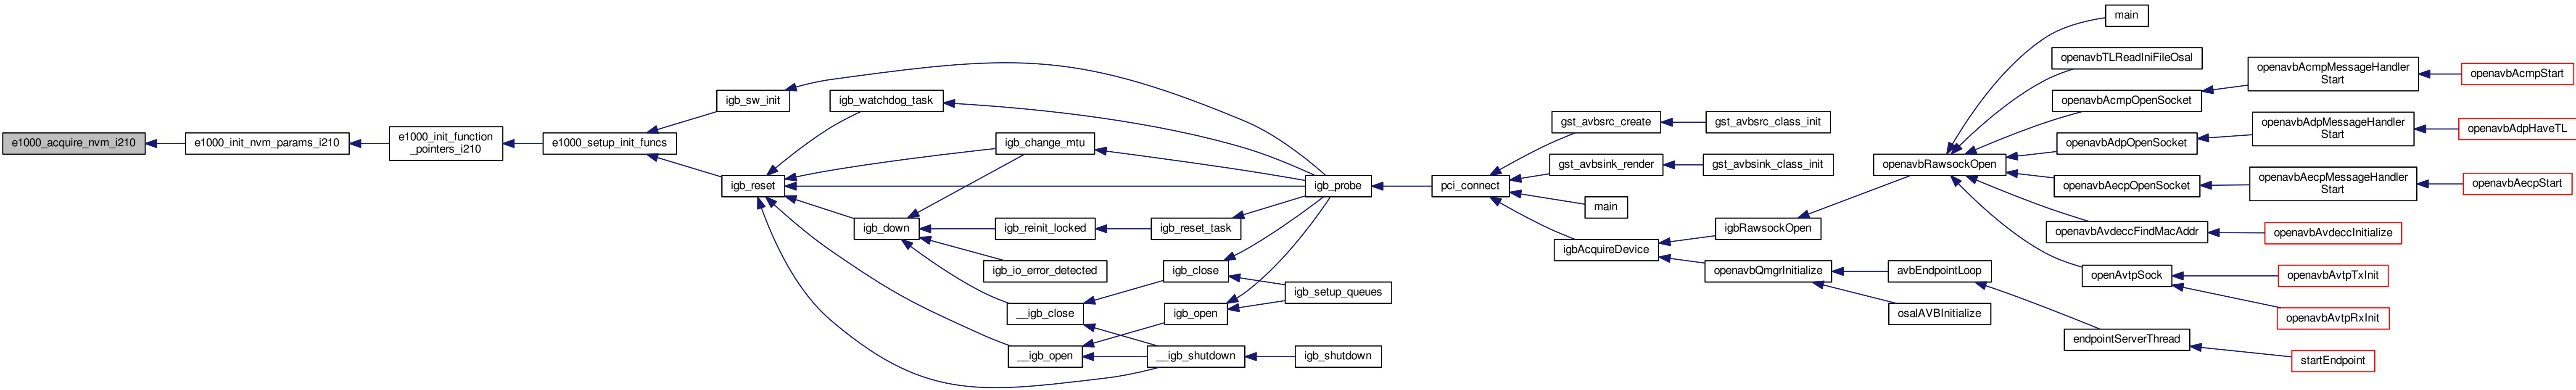 e1000_acquire_nvm_i210
e1000_init_nvm_params_i210
e1000_init_function
_pointers_i210
e1000_setup_init_funcs
igb_sw_init
igb_reset
igb_watchdog_task
igb_change_mtu
igb_down
igb_reinit_locked
igb_io_error_detected
__igb_close
__igb_open
igb_reset_task
igb_close
igb_open
__igb_shutdown
igb_probe
igb_setup_queues
igb_shutdown
pci_connect
gst_avbsrc_create
gst_avbsink_render
main
igbAcquireDevice
gst_avbsrc_class_init
gst_avbsink_class_init
igbRawsockOpen
openavbQmgrInitialize
openavbRawsockOpen
avbEndpointLoop
osalAVBInitialize
main
openavbTLReadIniFileOsal
openavbAcmpOpenSocket
openavbAdpOpenSocket
openavbAecpOpenSocket
openavbAvdeccFindMacAddr
openAvtpSock
endpointServerThread
openavbAcmpMessageHandler
Start
openavbAdpMessageHandler
Start
openavbAecpMessageHandler
Start
openavbAvdeccInitialize
openavbAvtpTxInit
openavbAvtpRxInit
startEndpoint
openavbAcmpStart
openavbAdpHaveTL
openavbAecpStart